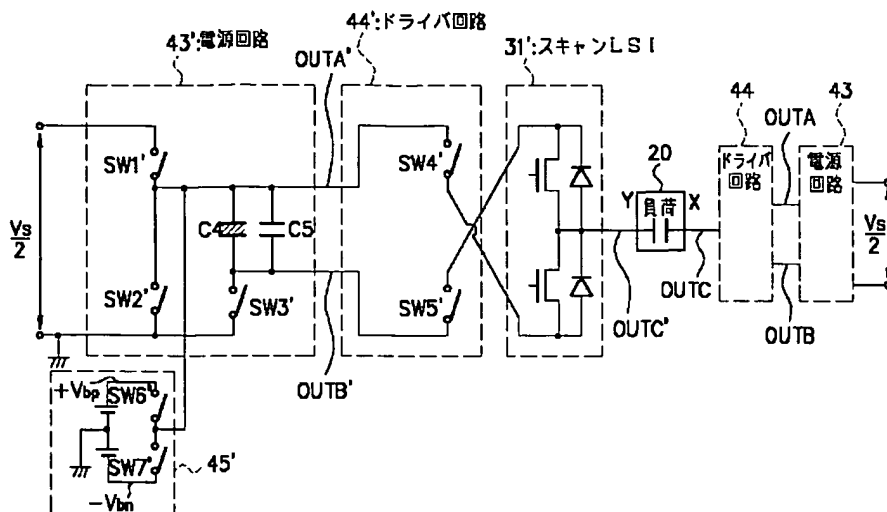 43':電源回路
44':ドライバ回路
OUTA'
31':スキャンLSI
SW1'
SW4'
44
OUTA
43
20
ドライバ
回路
電源
回路
Vs/2
C4
C5
Y
負荷
X
Vs/2
SW2'
SW3'
SW5'
OUTC
OUTC'
OUTB
OUTB'
+Vbp
SW6'
SW7'
45'
−Vbn